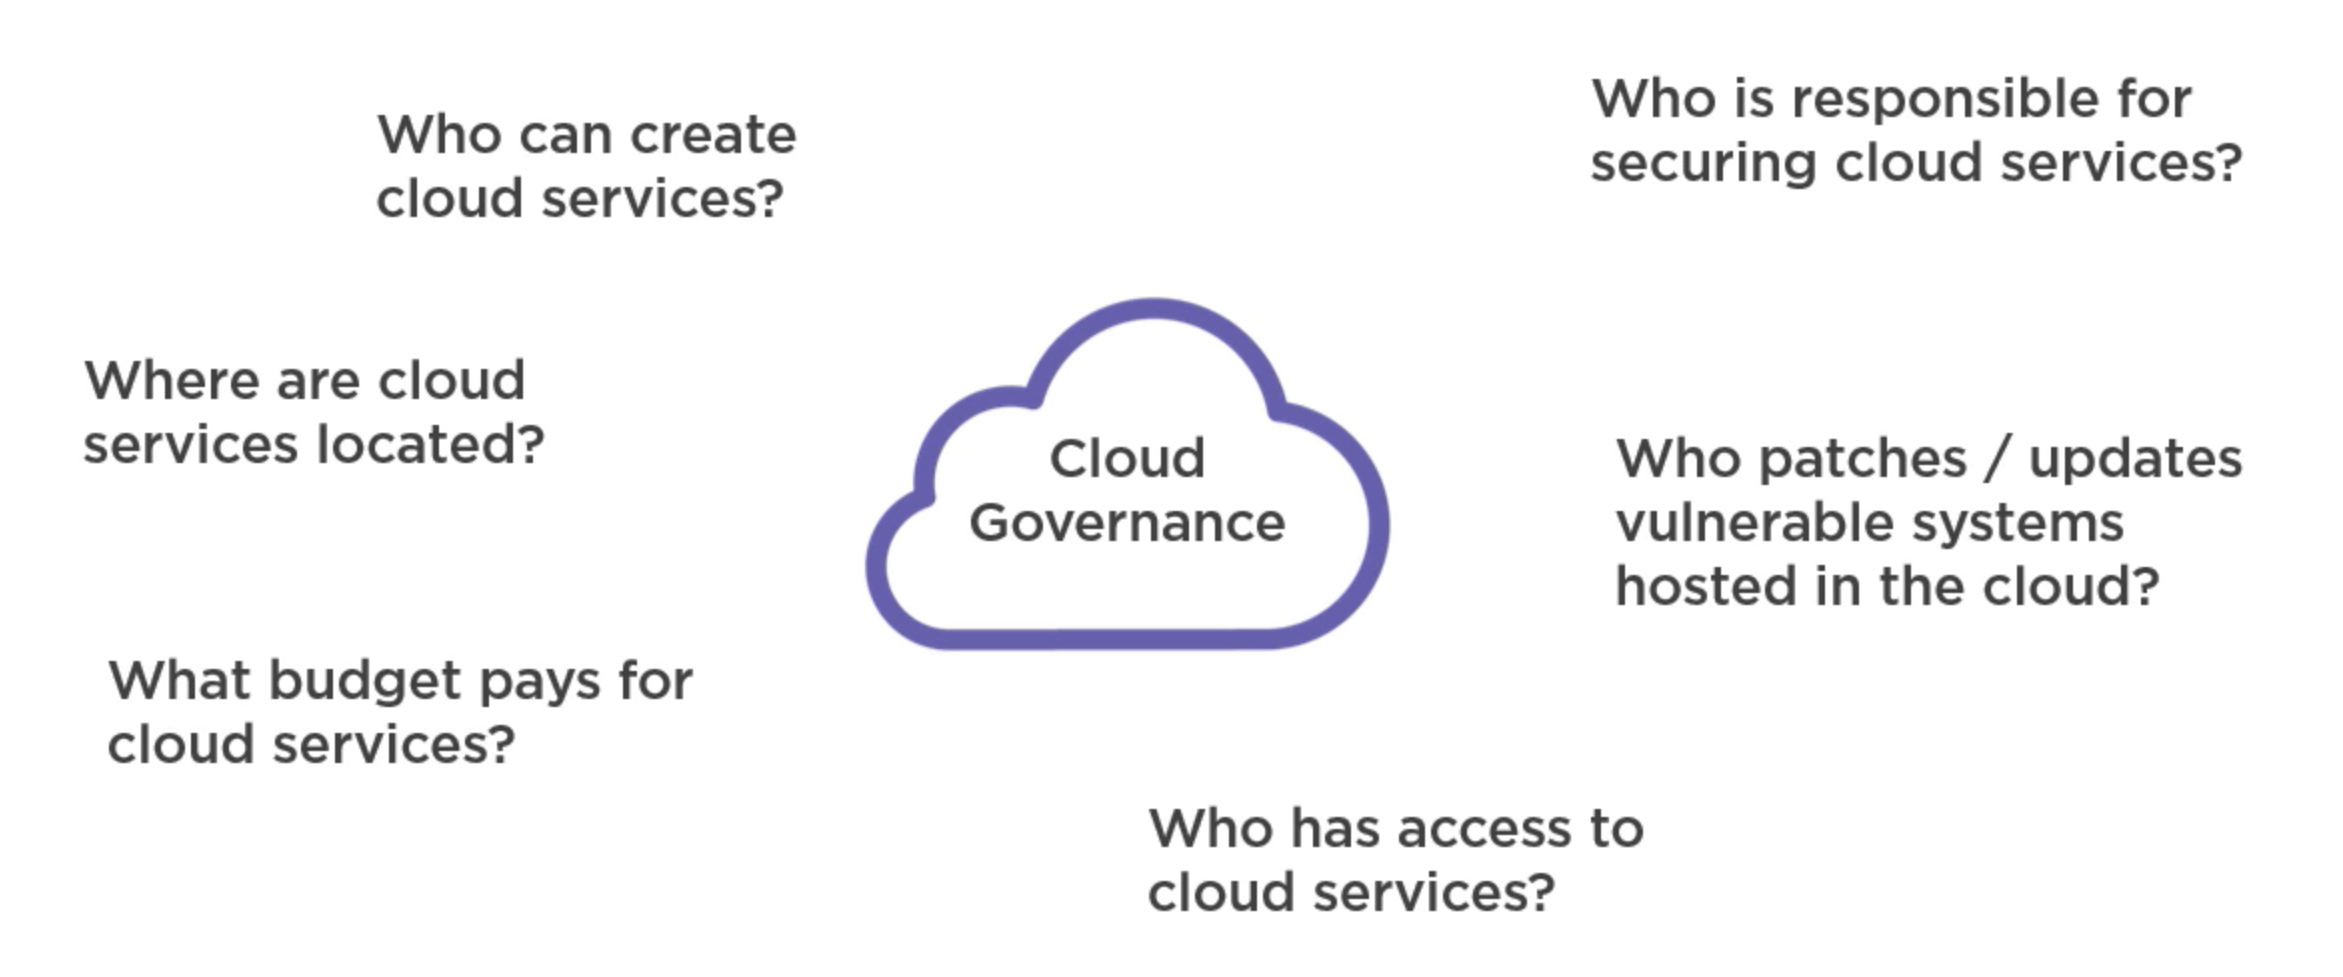 Who can create
cloud services?
Who is responsible for
securing cloud services?
Where are cloud
services located?
Cloud
Governance
Who patches / updates
vulnerable systems
hosted in the cloud?
What budget pays for
cloud services?
Who has access to
cloud services?